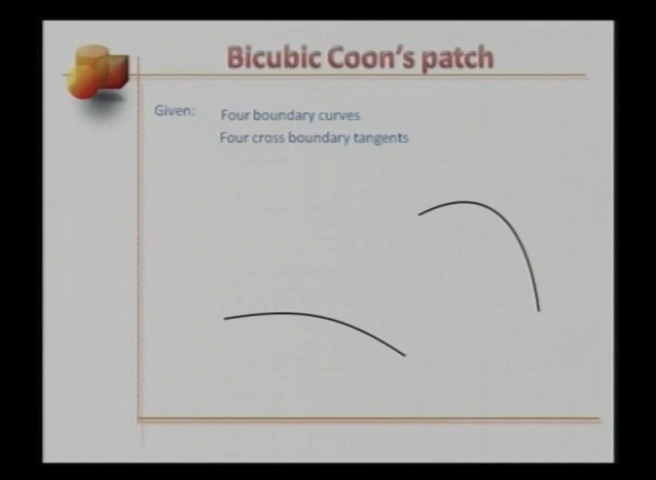 Bicubic Coon's patch
Given:
Four boundary curves
Four cross boundary tangents